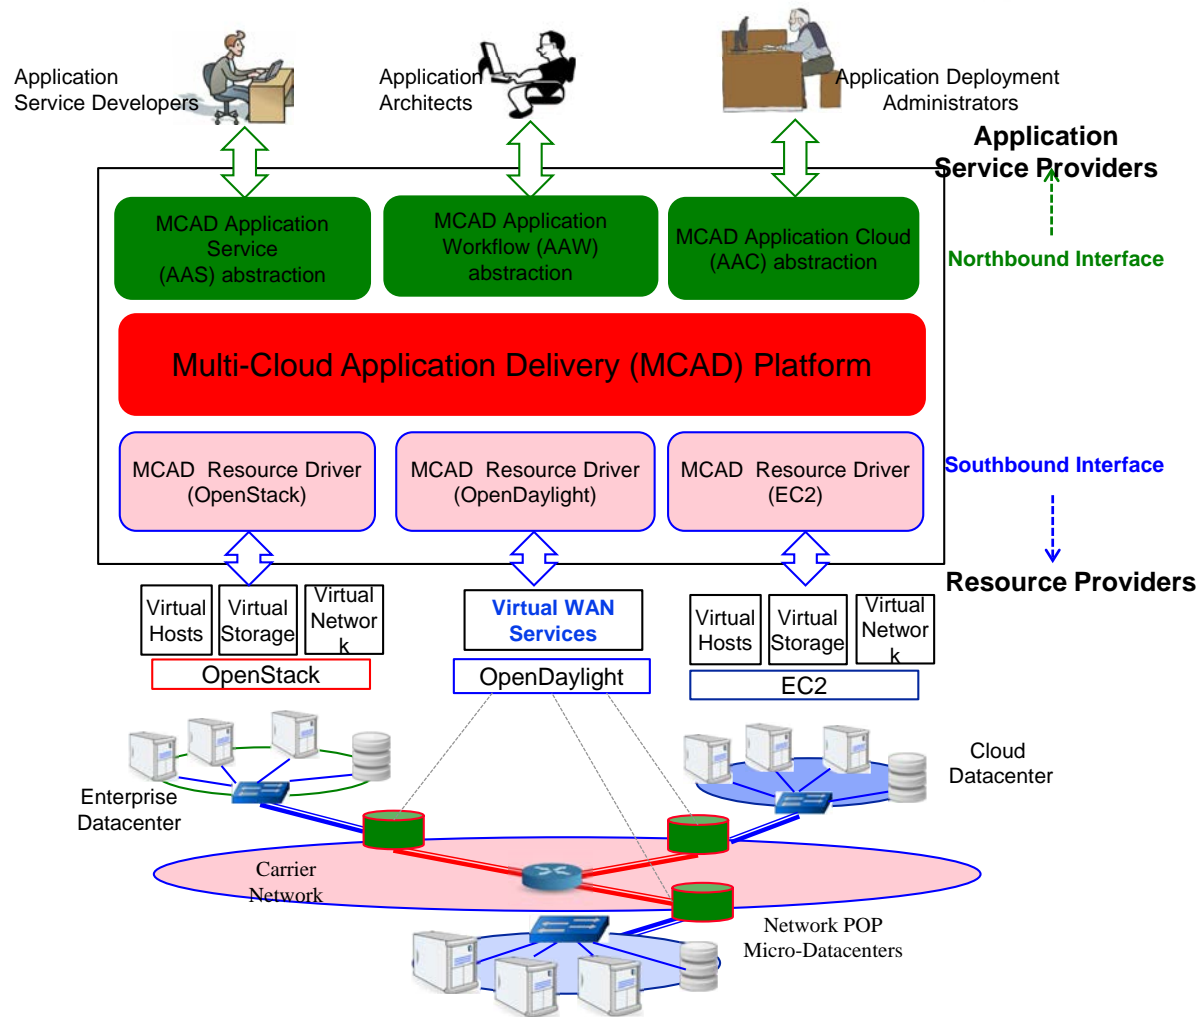 Application
Service Developers
Application
Architects
Application Deployment
Administrators
Application
Service Providers
MCAD Application
Service
(AAS) abstraction
MCAD Application
Workflow (AAW)
abstraction
MCAD Application Cloud
(AAC) abstraction
Northbound Interface
Multi-Cloud Application Delivery (MCAD) Platform
MCAD  Resource Driver
(OpenStack)
MCAD  Resource Driver
(OpenDaylight)
MCAD  Resource Driver
(EC2)
Southbound Interface
Resource Providers
Virtual
Hosts
Virtual
Storage
Virtual
Networ
k
OpenStack
Virtual WAN
Services
OpenDaylight
Virtual
Hosts
Virtual
Storage
Virtual
Networ
k
EC2
Enterprise
Datacenter
Cloud
Datacenter
Carrier
Network
Network POP
Micro-Datacenters